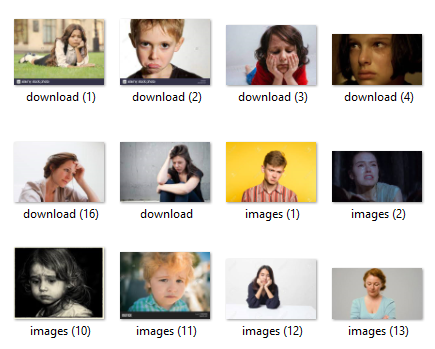 download (1)
download (2)
download (3)
download (4)
download (16)
download
images (1)
images (2)
images (10)
images (11)
images (12)
images (13)